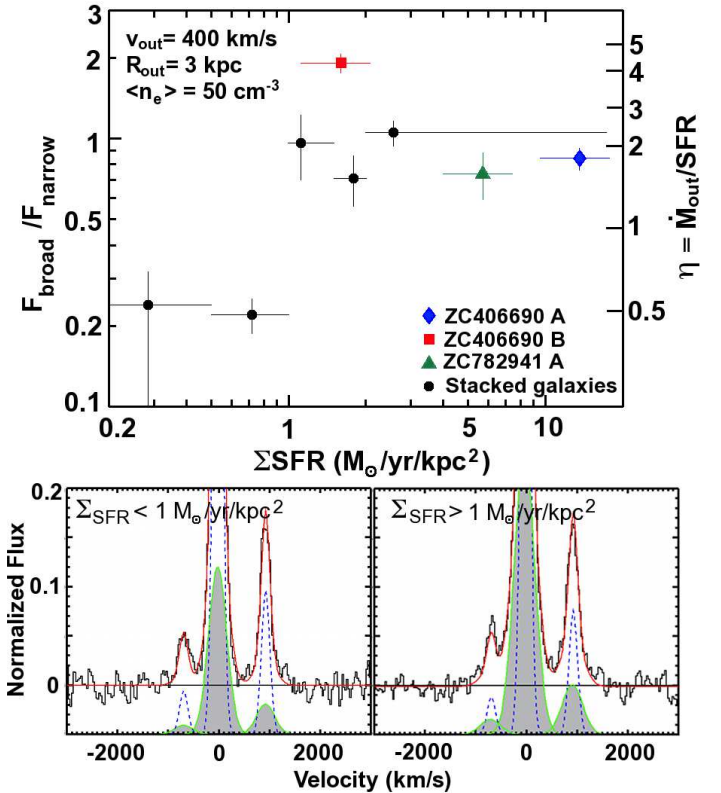 v_out = 400 km/s
R_out = 3 kpc
<n_e> = 50 cm⁻³
3
2
1
0.5
0.2
0.1
F_broad /F_narrow
5
4
3
2
1
0.5
η = Ṁ_out/SFR
ZC406690 A
ZC406690 B
ZC782941 A
Stacked galaxies
0.2
1
10
ΣSFR (M_⊙/yr/kpc²)
Σ_SFR < 1 M_⊙/yr/kpc²
Σ_SFR > 1 M_⊙/yr/kpc²
0.2
0.1
0
Normalized Flux
-2000 0 2000 -2000 0 2000
Velocity (km/s)